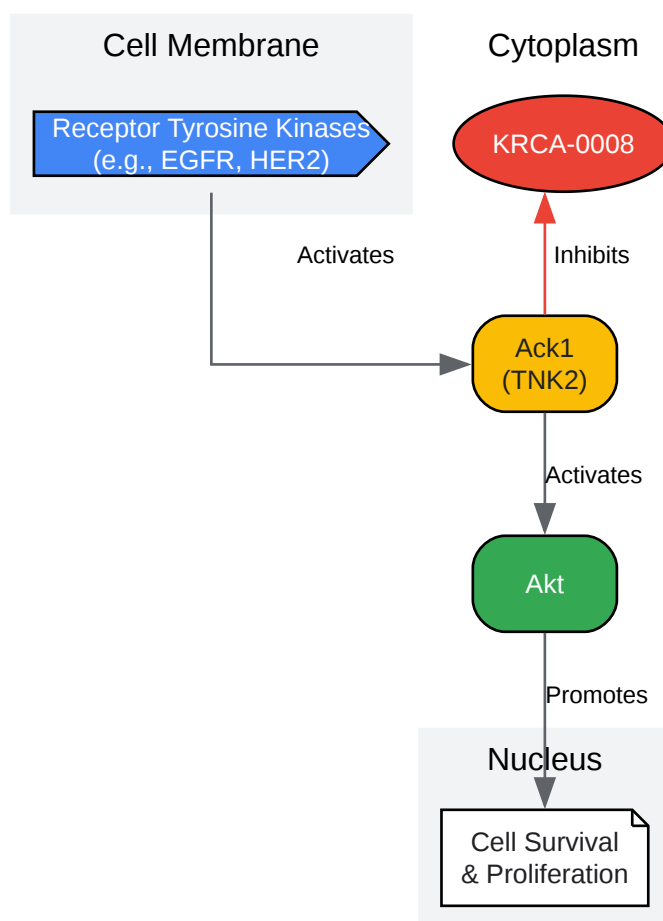 Cell Membrane
Cytoplasm
Receptor Tyrosine Kinases
(e.g., EGFR, HER2)
KRCA-0008
Activates
Inhibits
Ack1
(TNK2)
Activates
Akt
Promotes
Nucleus
Cell Survival
& Proliferation